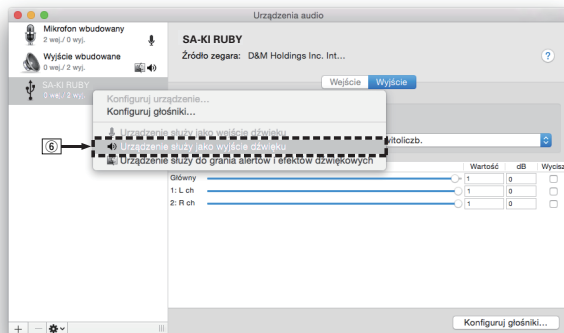 Urządzenia audio
Mikrofon wbudowany
2 wej./ 0 wyj.
Wyjście wbudowane
0 wej./ 2 wyj.
SA-KI RUBY
0 wej./ 2 wyj.
SA-KI RUBY
Źródło zegara: D&M Holdings Inc. Int...
?
Wejście Wyjście
Konfiguruj urządzenie...
Konfiguruj głośniki...
Urządzenie służy jako wejście dźwięku
⑥
Urządzenie służy jako wyjście dźwięku
witoliczb.
Urządzenie służy do grania alertów i efektów dźwiękowych
Wartość dB Wycisz
Główny 1 0
1: L ch 1 0
2: R ch 1 0
Konfiguruj głośniki...